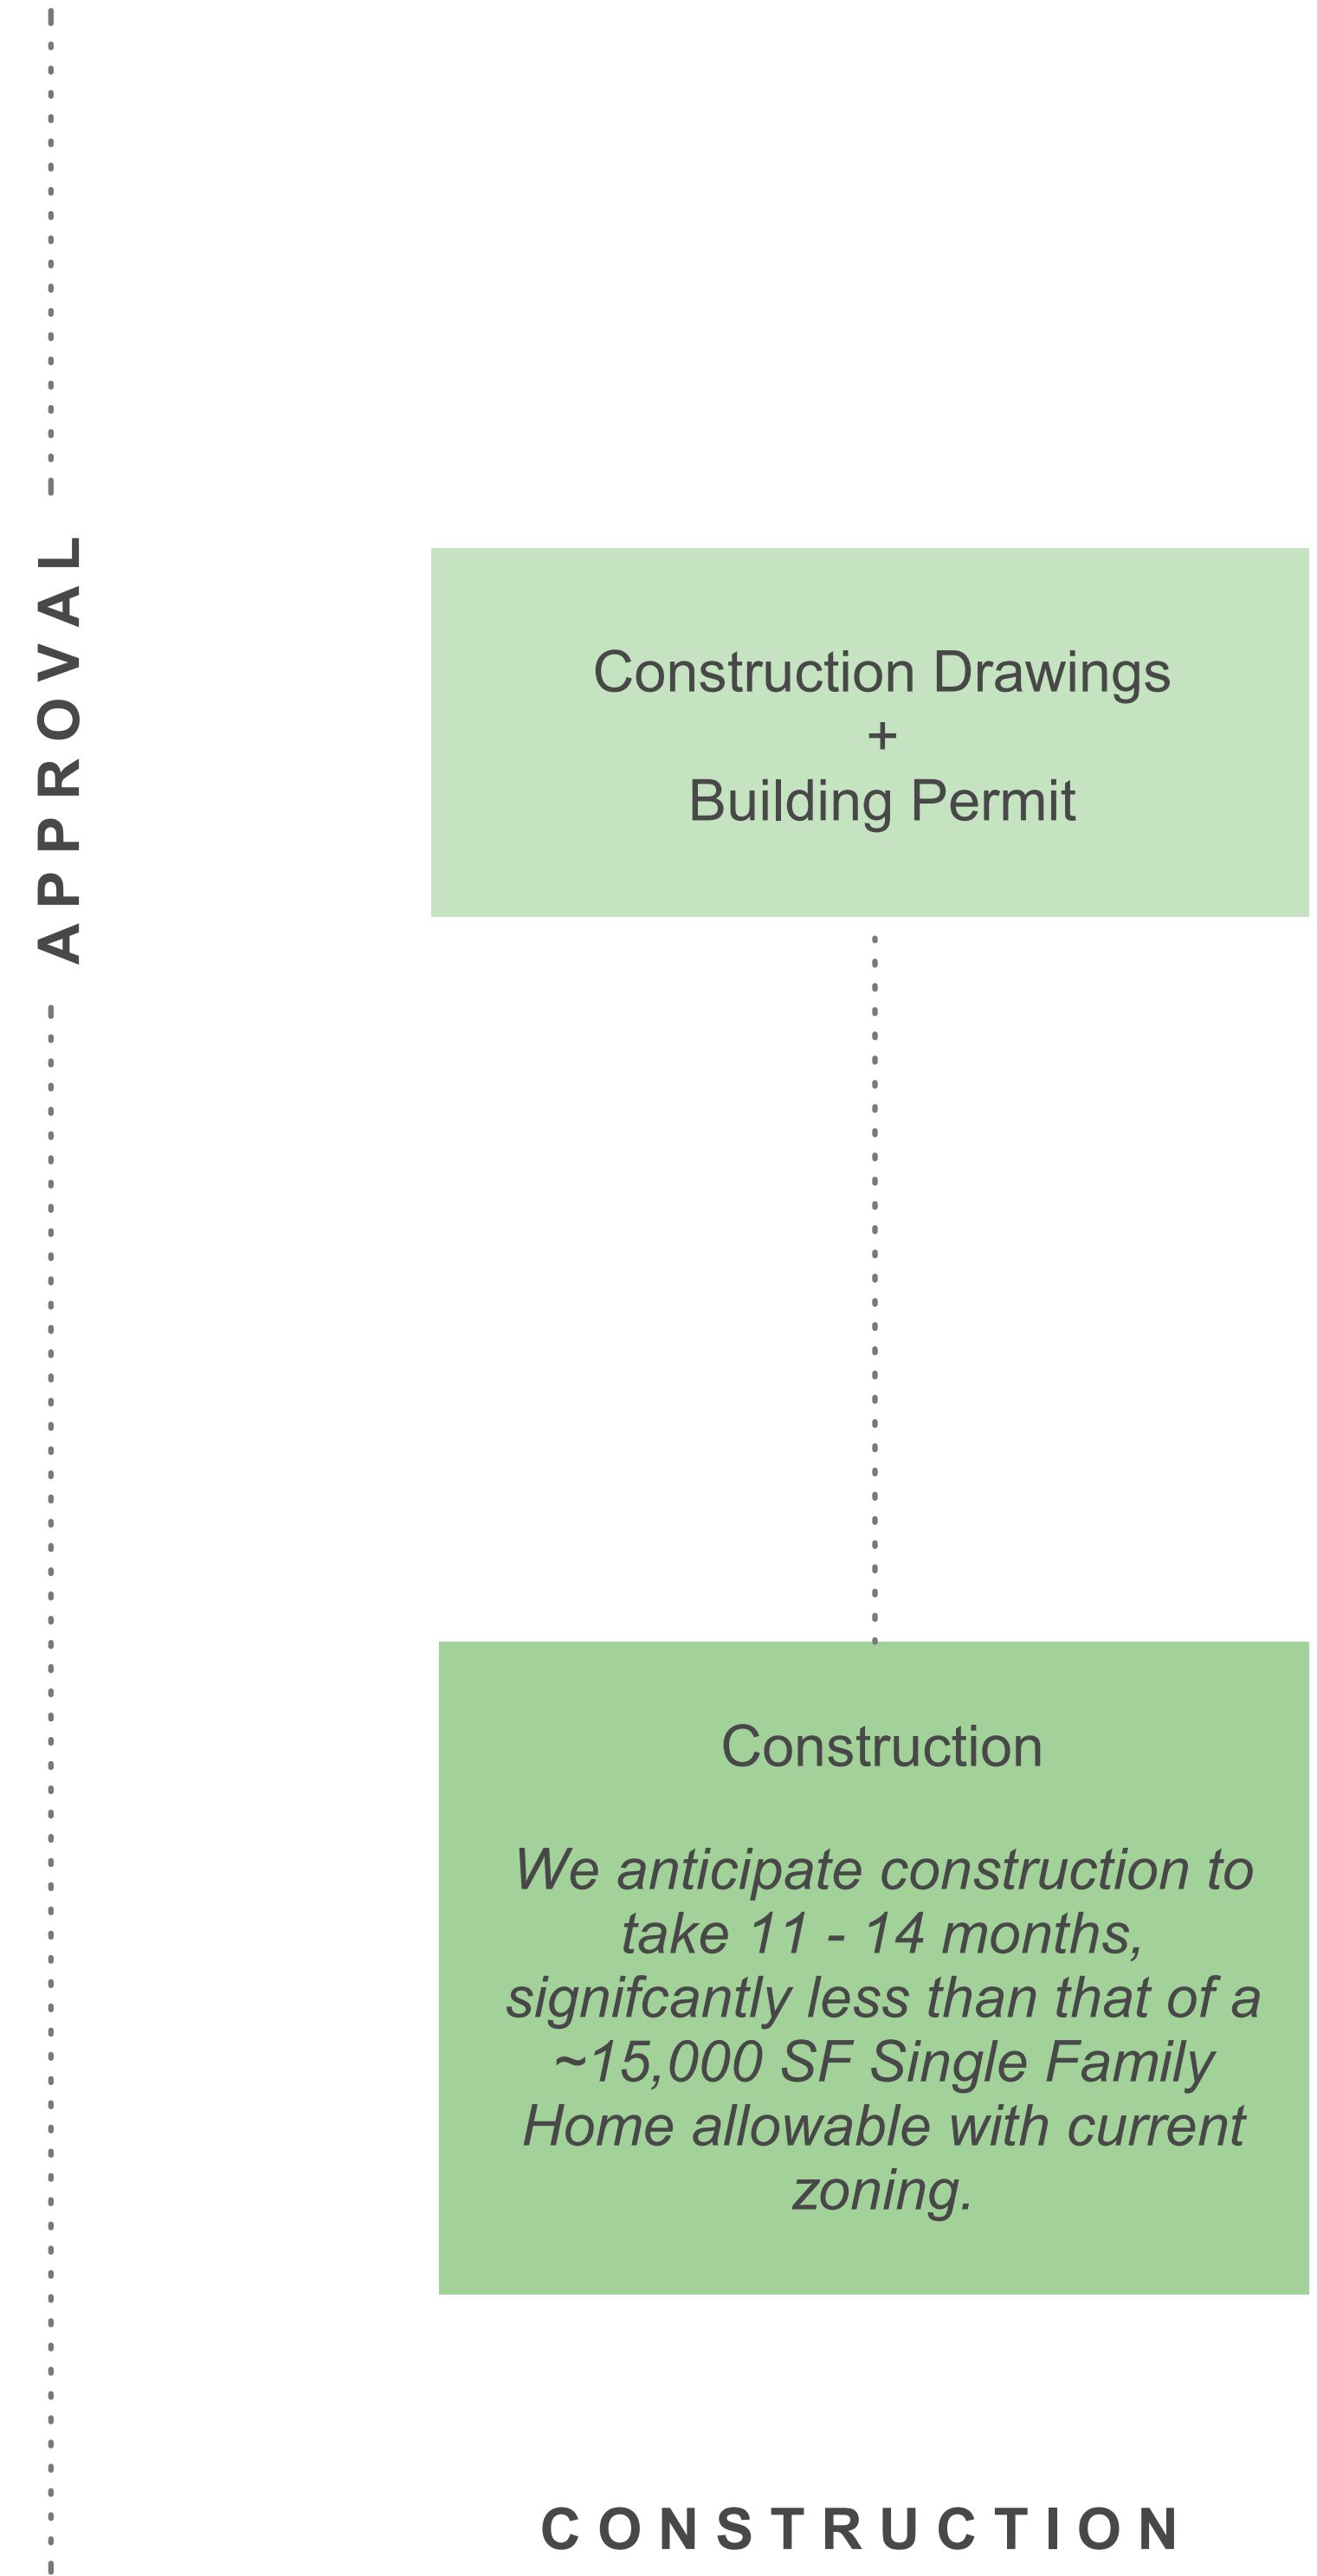 APPROVAL
Construction Drawings
+
Building Permit
Construction
We anticipate construction to
take 11 - 14 months,
signifcantly less than that of a
~15,000 SF Single Family
Home allowable with current
zoning.
CONSTRUCTION